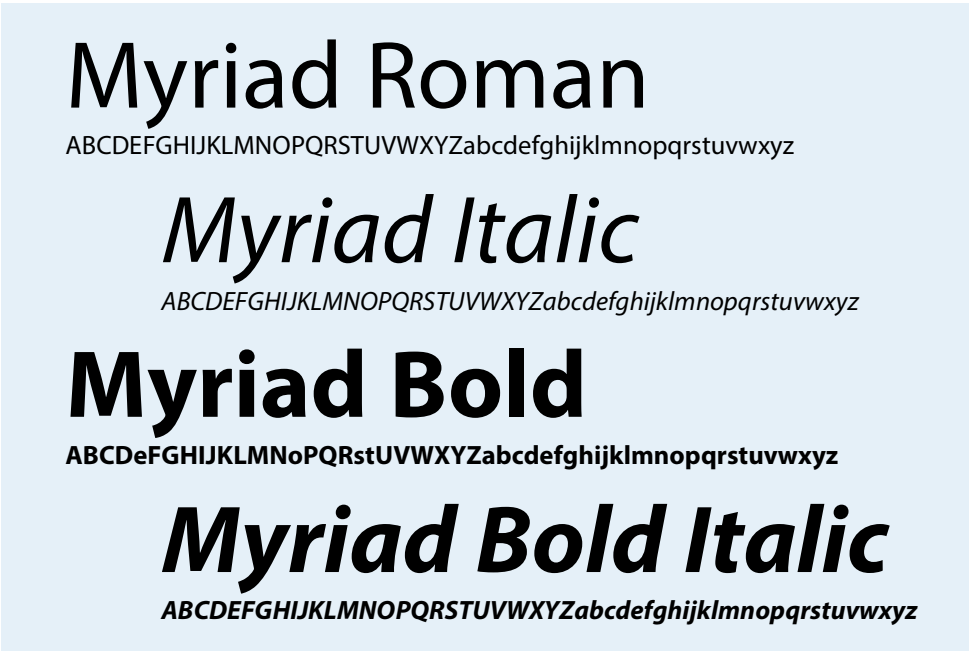 Myriad Roman
ABCDEFGHIJKLMNOPQRSTUVWXYZabcdefghijklmnopqrstuvwxyz
Myriad Italic
ABCDEFGHIJKLMNOPQRSTUVWXYZabcdefghijklmnopqrstuvwxyz
Myriad Bold
ABCDeFGHIJKLMNoPQRstUVWXYZabcdefghijklmnopqrstuvwxyz
Myriad Bold Italic
ABCDEFGHIJKLMNOPQRSTUVWXYZabcdefghijklmnopqrstuvwxyz